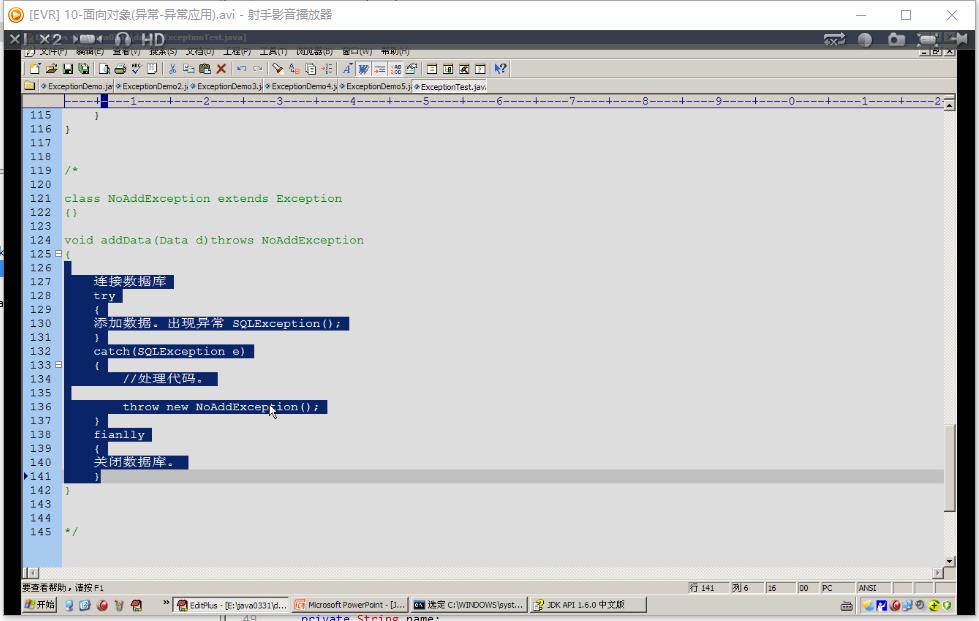 [EVR] 10-面向对象(异常-异常应用).avi - 射手影音播放器
X2 HD
文件(F) 编辑(E) 查看(V) 搜索(S) 文档(D) 工程(P) 工具(T) 浏览器(B) 窗口(W) 帮助(H)
ExceptionDemo.jav ExceptionDemo2.j ExceptionDemo3.j ExceptionDemo4.j ExceptionDemo5.j ExceptionTest.java
----+----1----+----2----+----3----+----4----+----5----+----6----+----7----+----8----+----9----+----0----+----1----+----2
115 }
116 }
117
118
119 /*
120
121 class NoAddException extends Exception
122 {}
123
124 void addData(Data d)throws NoAddException
125 {
126
127 连接数据库
128 try
129 {
130 添加数据。出现异常 SQLException();
131 }
132 catch(SQLException e)
133 {
134 //处理代码。
135
136 throw new NoAddException();
137 }
138 fianlly
139 {
140 关闭数据库。
141 }
142 }
143
144
145 */
要查看帮助，请按 F1 行 141 列 6 16 00 PC ANSI
开始 » EditPlus - [E:\java0331\d... Microsoft PowerPoint - [J... 选定 C:\WINDOWS\syst... JDK API 1.6.0 中文版
49 private String name;